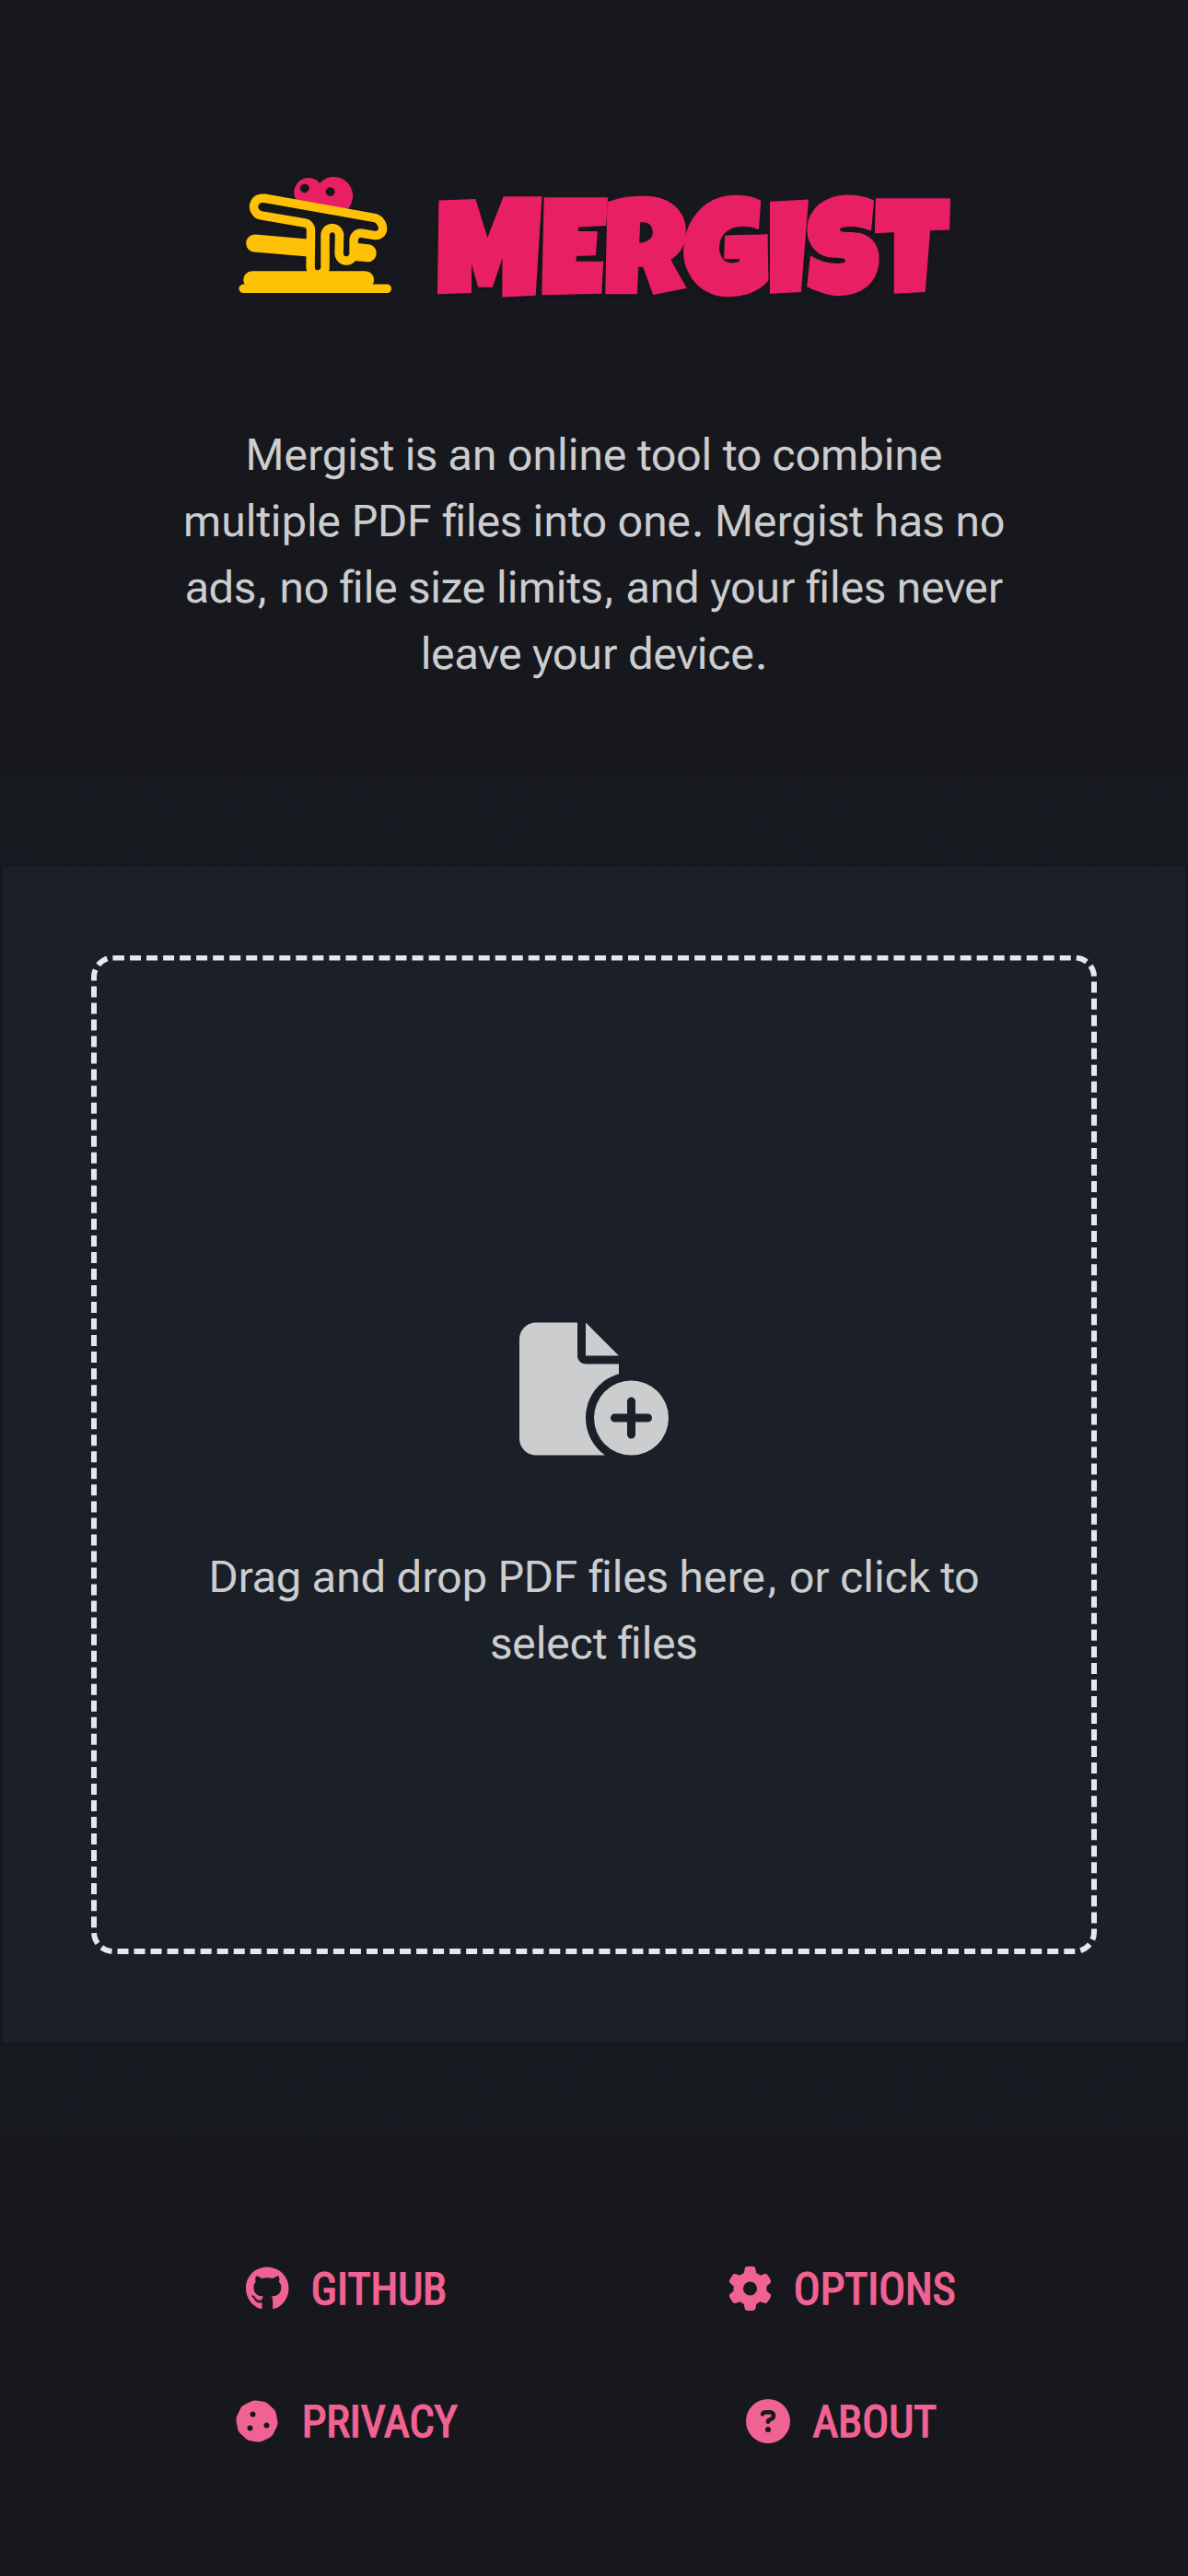 MERGIST
Mergist is an online tool to combine
multiple PDF files into one. Mergist has no
ads, no file size limits, and your files never
leave your device.
Drag and drop PDF files here, or click to
select files
GITHUB
OPTIONS
PRIVACY
ABOUT